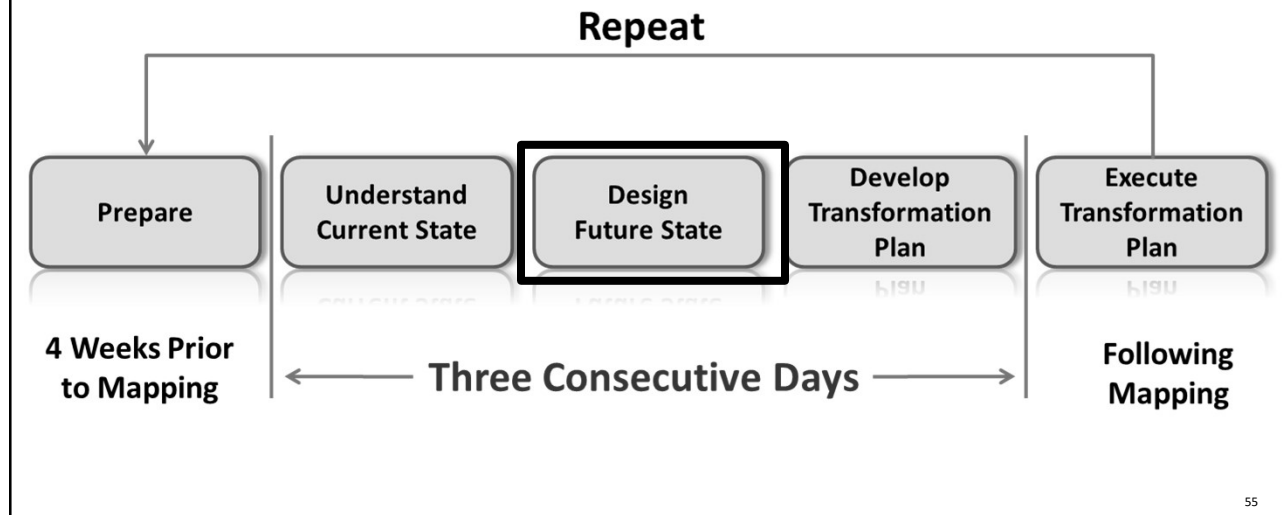 Repeat
Prepare
Understand
Current State
Design
Future State
Develop
Transformation
Plan
Execute
Transformation
Plan
4 Weeks Prior
to Mapping
Three Consecutive Days
Following
Mapping
55